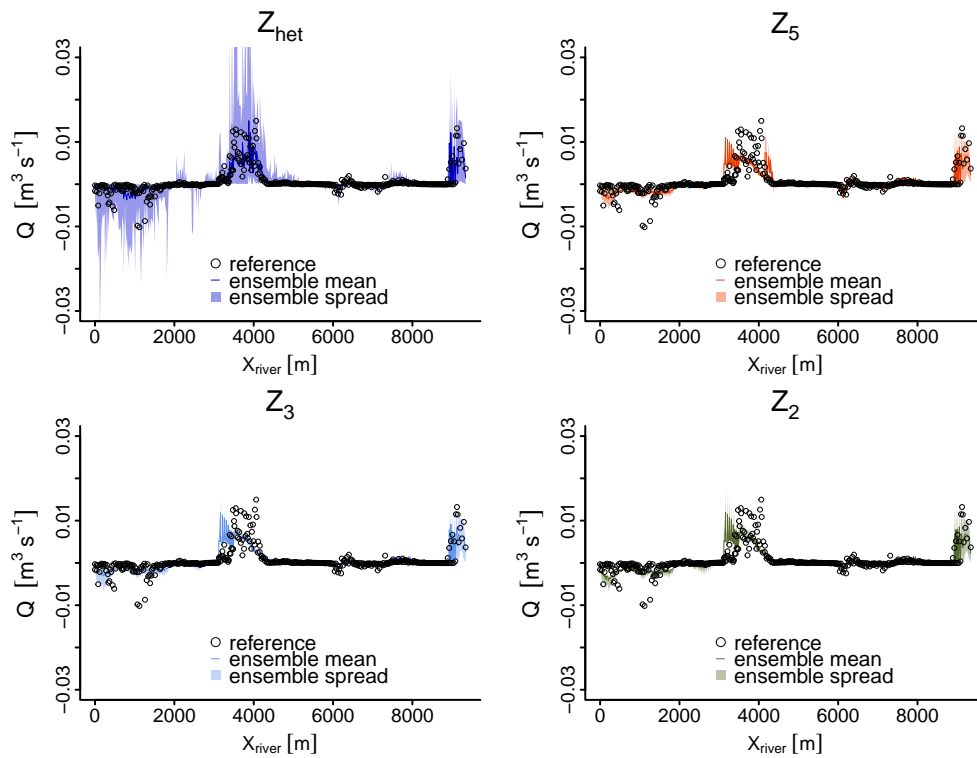 Z_het
0.03
0.01
−0.01
−0.03
Q [m³ s⁻¹]
reference
ensemble mean
ensemble spread
0 2000 4000 6000 8000
X_river [m]
Z_5
0.03
0.01
−0.01
−0.03
Q [m³ s⁻¹]
reference
ensemble mean
ensemble spread
0 2000 4000 6000 8000
X_river [m]
Z_3
0.03
0.01
−0.01
−0.03
Q [m³ s⁻¹]
reference
ensemble mean
ensemble spread
0 2000 4000 6000 8000
X_river [m]
Z_2
0.03
0.01
−0.01
−0.03
Q [m³ s⁻¹]
reference
ensemble mean
ensemble spread
0 2000 4000 6000 8000
X_river [m]